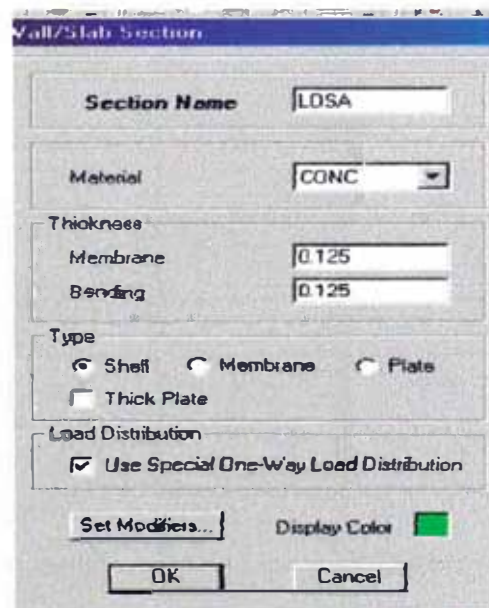 Wall/Slab Section
Section Name LOSA
Material CONC
Thickness
Membrane 0.125
Bending 0.125
Type
Shell Membrane Plate
Thick Plate
Load Distribution
Use Special One-Way Load Distribution
Set Modifiers... Display Color
OK Cancel